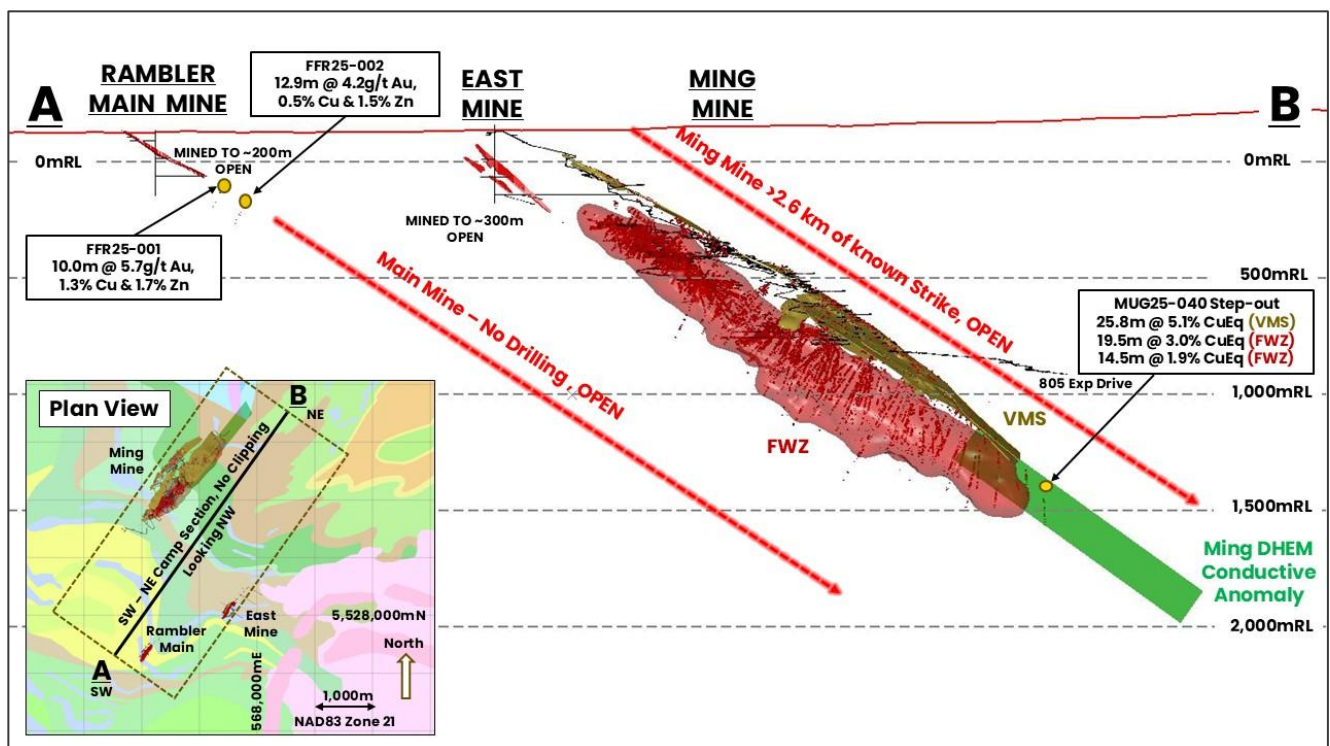 A
RAMBLER
MAIN MINE
FFR25-002
12.9m @ 4.2g/t Au,
0.5% Cu & 1.5% Zn
EAST
MINE
MING
MINE
B
0mRL
MINED TO ~200m
OPEN
Ming Mine >2.6 km of known Strike, OPEN
0mRL
MINED TO ~300m
OPEN
FFR25-001
10.0m @ 5.7g/t Au,
1.3% Cu & 1.7% Zn
Main Mine – No Drilling, OPEN
500mRL
MUG25-040 Step-out
25.8m @ 5.1% CuEq (VMS)
19.5m @ 3.0% CuEq (FWZ)
14.5m @ 1.9% CuEq (FWZ)
805 Exp Drive
1,000mRL
VMS
FWZ
1,500mRL
Ming DHEM
Conductive
Anomaly
2,000mRL
Plan View
B
NE
Ming
Mine
SW – NE Camp Section, No Clipping
Looking NW
East
Mine
5,528,000mN
Rambler
Main
North
A
SW
568,000mE
1,000m
NAD83 Zone 21